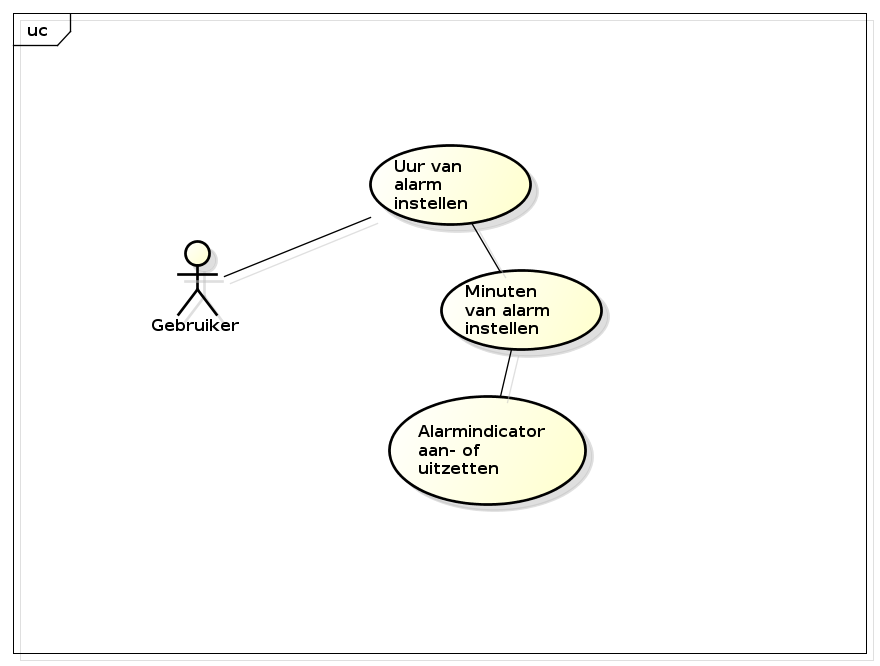 uc
Uur van
alarm
instellen
Gebruiker
Minuten
van alarm
instellen
Alarmindicator
aan- of
uitzetten